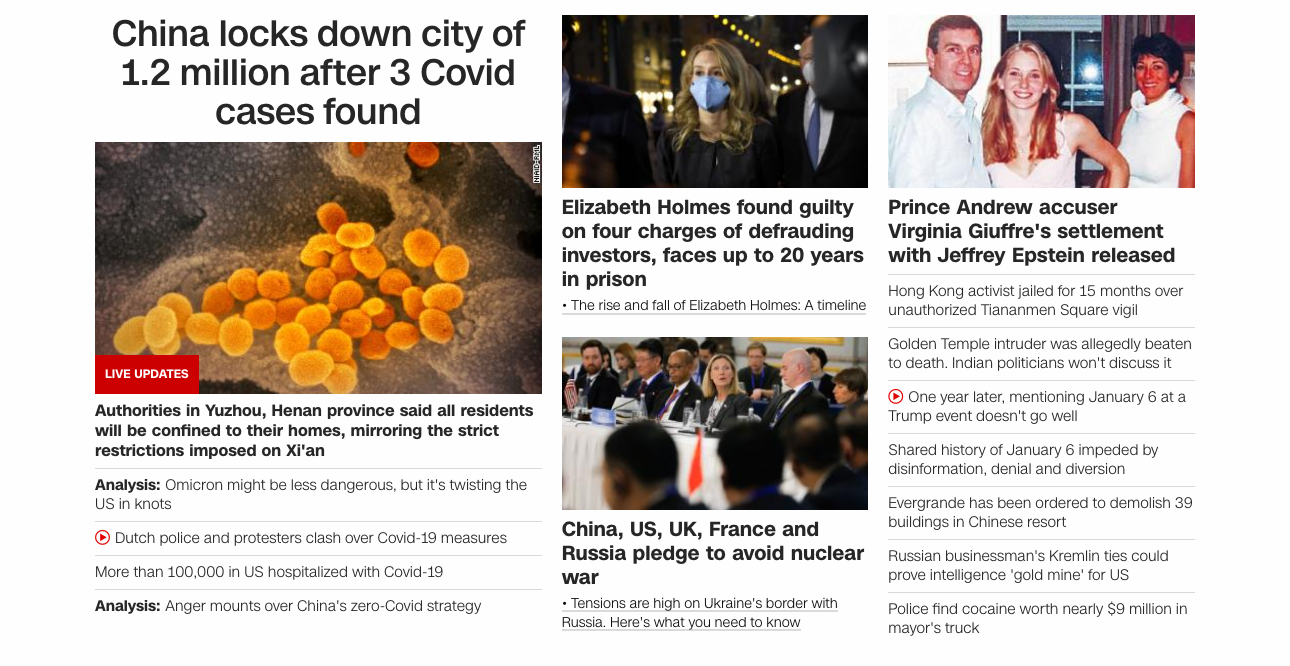 China locks down city of
1.2 million after 3 Covid
cases found
NIAID-RML
LIVE UPDATES
Authorities in Yuzhou, Henan province said all residents
will be confined to their homes, mirroring the strict
restrictions imposed on Xi'an
Analysis: Omicron might be less dangerous, but it's twisting the
US in knots
Dutch police and protesters clash over Covid-19 measures
More than 100,000 in US hospitalized with Covid-19
Analysis: Anger mounts over China's zero-Covid strategy
Elizabeth Holmes found guilty
on four charges of defrauding
investors, faces up to 20 years
in prison
• The rise and fall of Elizabeth Holmes: A timeline
China, US, UK, France and
Russia pledge to avoid nuclear
war
• Tensions are high on Ukraine's border with
Russia. Here's what you need to know
Prince Andrew accuser
Virginia Giuffre's settlement
with Jeffrey Epstein released
Hong Kong activist jailed for 15 months over
unauthorized Tiananmen Square vigil
Golden Temple intruder was allegedly beaten
to death. Indian politicians won't discuss it
One year later, mentioning January 6 at a
Trump event doesn't go well
Shared history of January 6 impeded by
disinformation, denial and diversion
Evergrande has been ordered to demolish 39
buildings in Chinese resort
Russian businessman's Kremlin ties could
prove intelligence 'gold mine' for US
Police find cocaine worth nearly $9 million in
mayor's truck